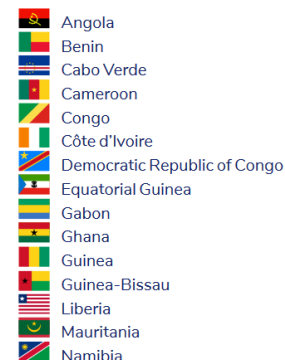 Angola
Benin
Cabo Verde
Cameroon
Congo
Côte d'Ivoire
Democratic Republic of Congo
Equatorial Guinea
Gabon
Ghana
Guinea
Guinea-Bissau
Liberia
Mauritania
Namibia